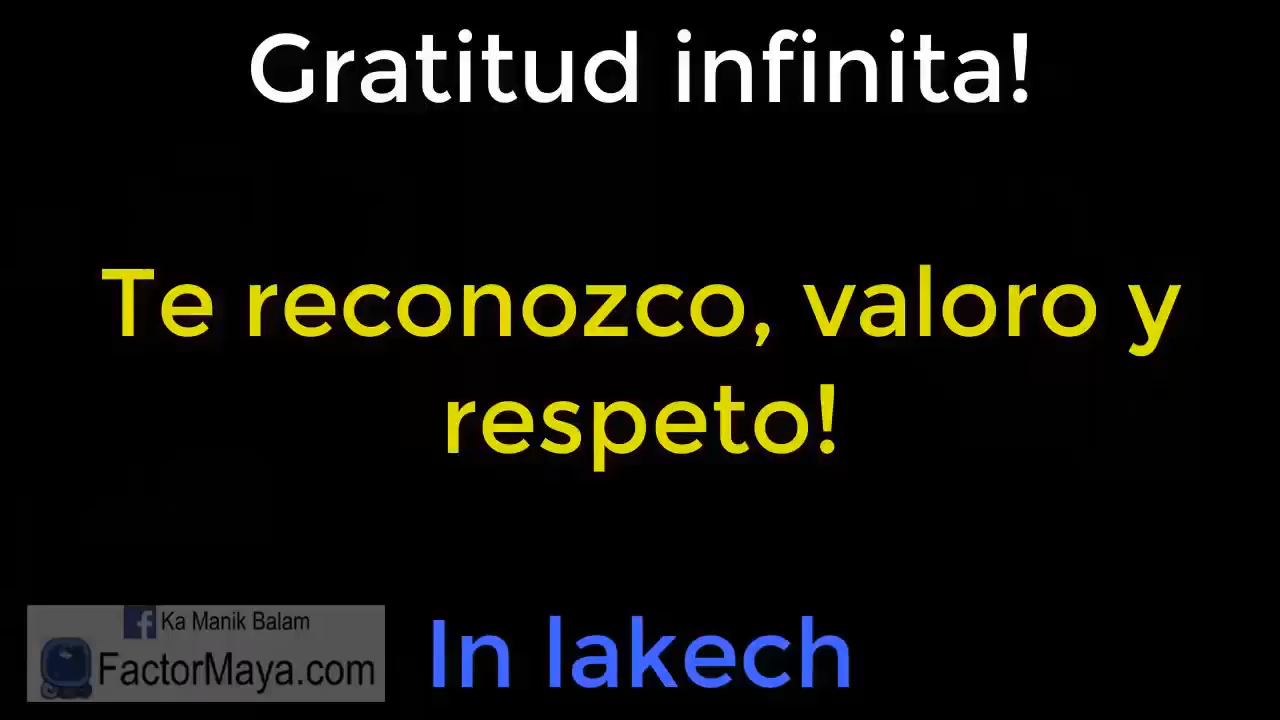 Gratitud infinita!
Te reconozco, valoro y
respeto!
In lakech
f Ka Manik Balam
FactorMaya.com